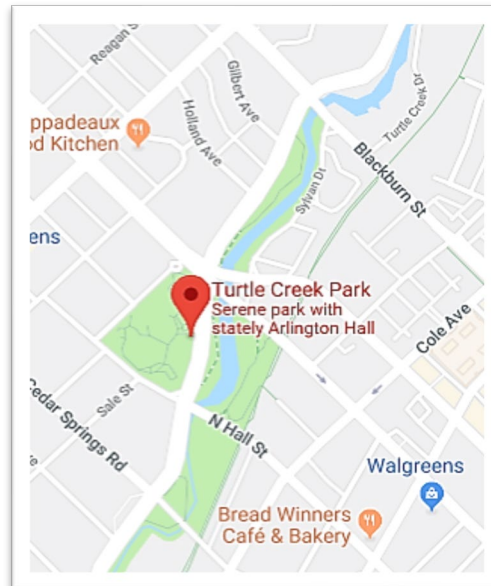 Reagan St
Gilbert Ave
Holland Ave
Turtle Creek Dr
ppadeaux
od Kitchen
Blackburn St
Sylvan Dr
ens
Turtle Creek Park
Serene park with
stately Arlington Hall
Cole Ave
Sale St
Cedar Springs Rd
N Hall St
Walgreens
Bread Winners
Café & Bakery